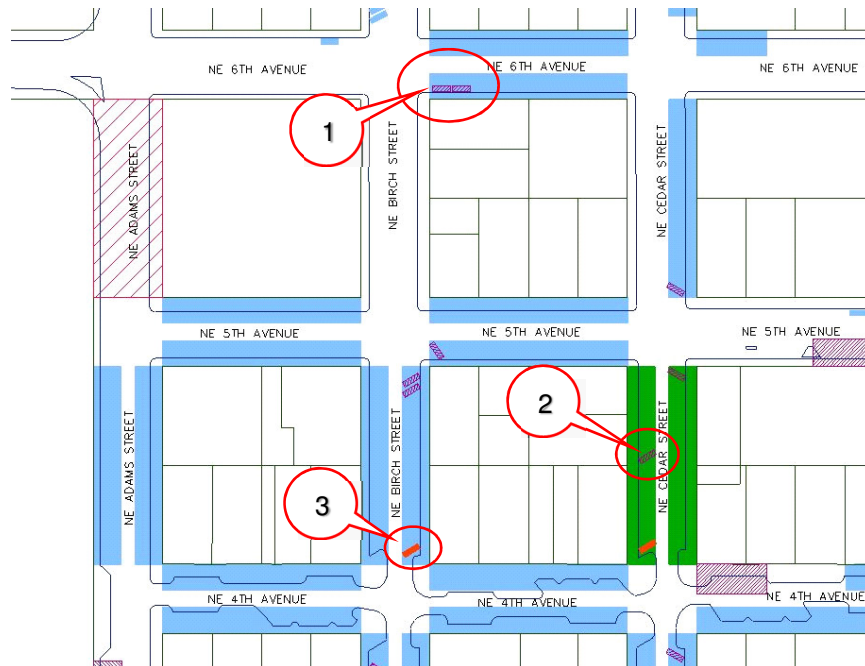 NE 6TH AVENUE
NE 6TH AVENUE
NE 6TH AVENUE
1
NE ADAMS STREET
NE BIRCH STREET
NE CEDAR STREET
NE 5TH AVENUE
NE 5TH AVENUE
NE 5TH AVENUE
2
NE ADAMS STREET
NE BIRCH STREET
NE CEDAR STREET
3
NE 4TH AVENUE
NE 4TH AVENUE
NE 4TH AVENUE